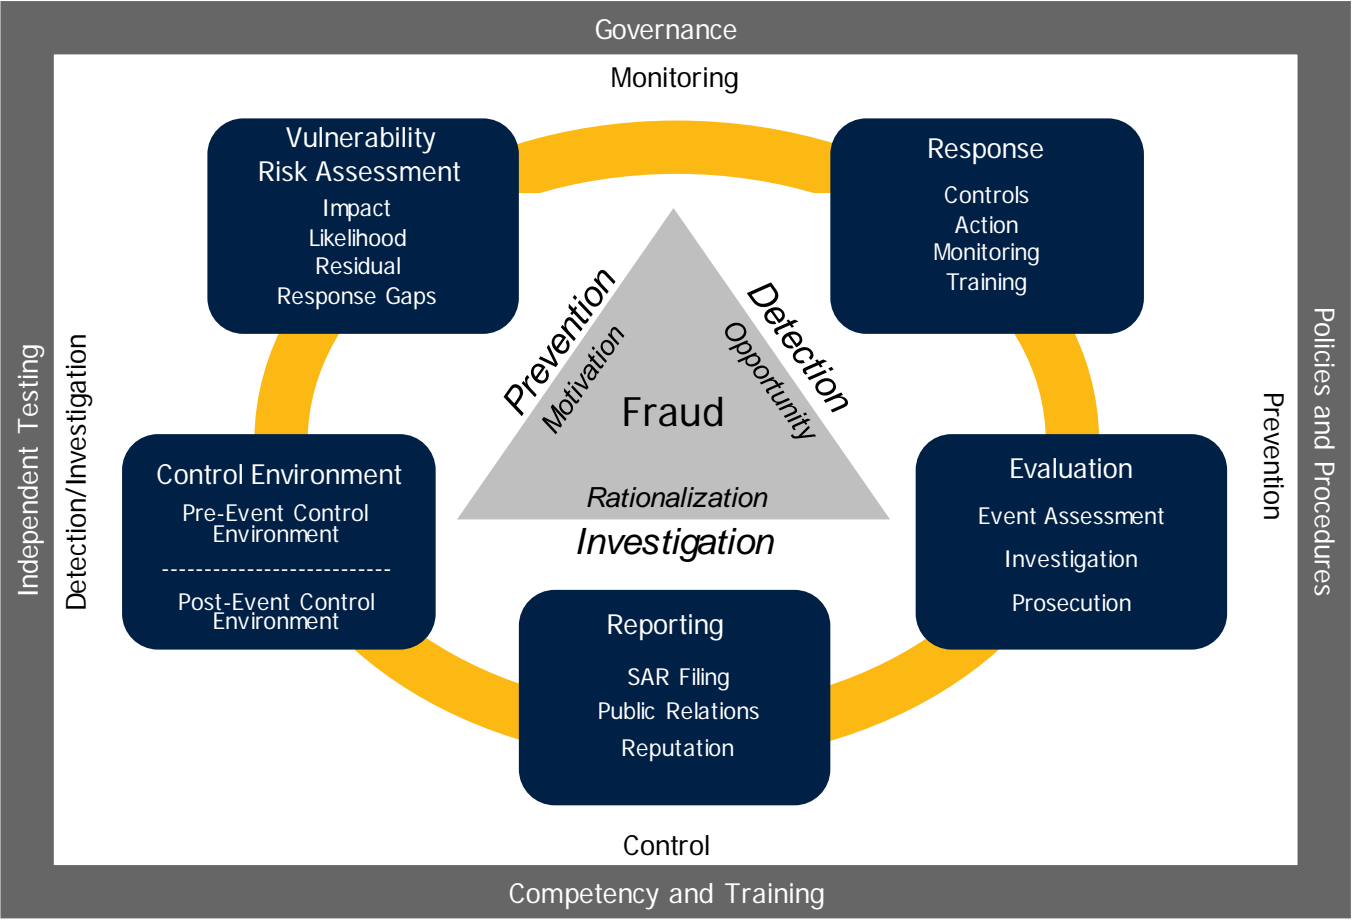 Governance
Monitoring
Vulnerability
Risk Assessment
Impact
Likelihood
Residual
Response Gaps
Response
Controls
Action
Monitoring
Training
Prevention
Motivation
Detection
Opportunity
Fraud
Rationalization
Investigation
Independent Testing
Detection/Investigation
Prevention
Policies and Procedures
Control Environment
Pre-Event Control
Environment
---------------------------
Post-Event Control
Environment
Evaluation
Event Assessment
Investigation
Prosecution
Reporting
SAR Filing
Public Relations
Reputation
Control
Competency and Training